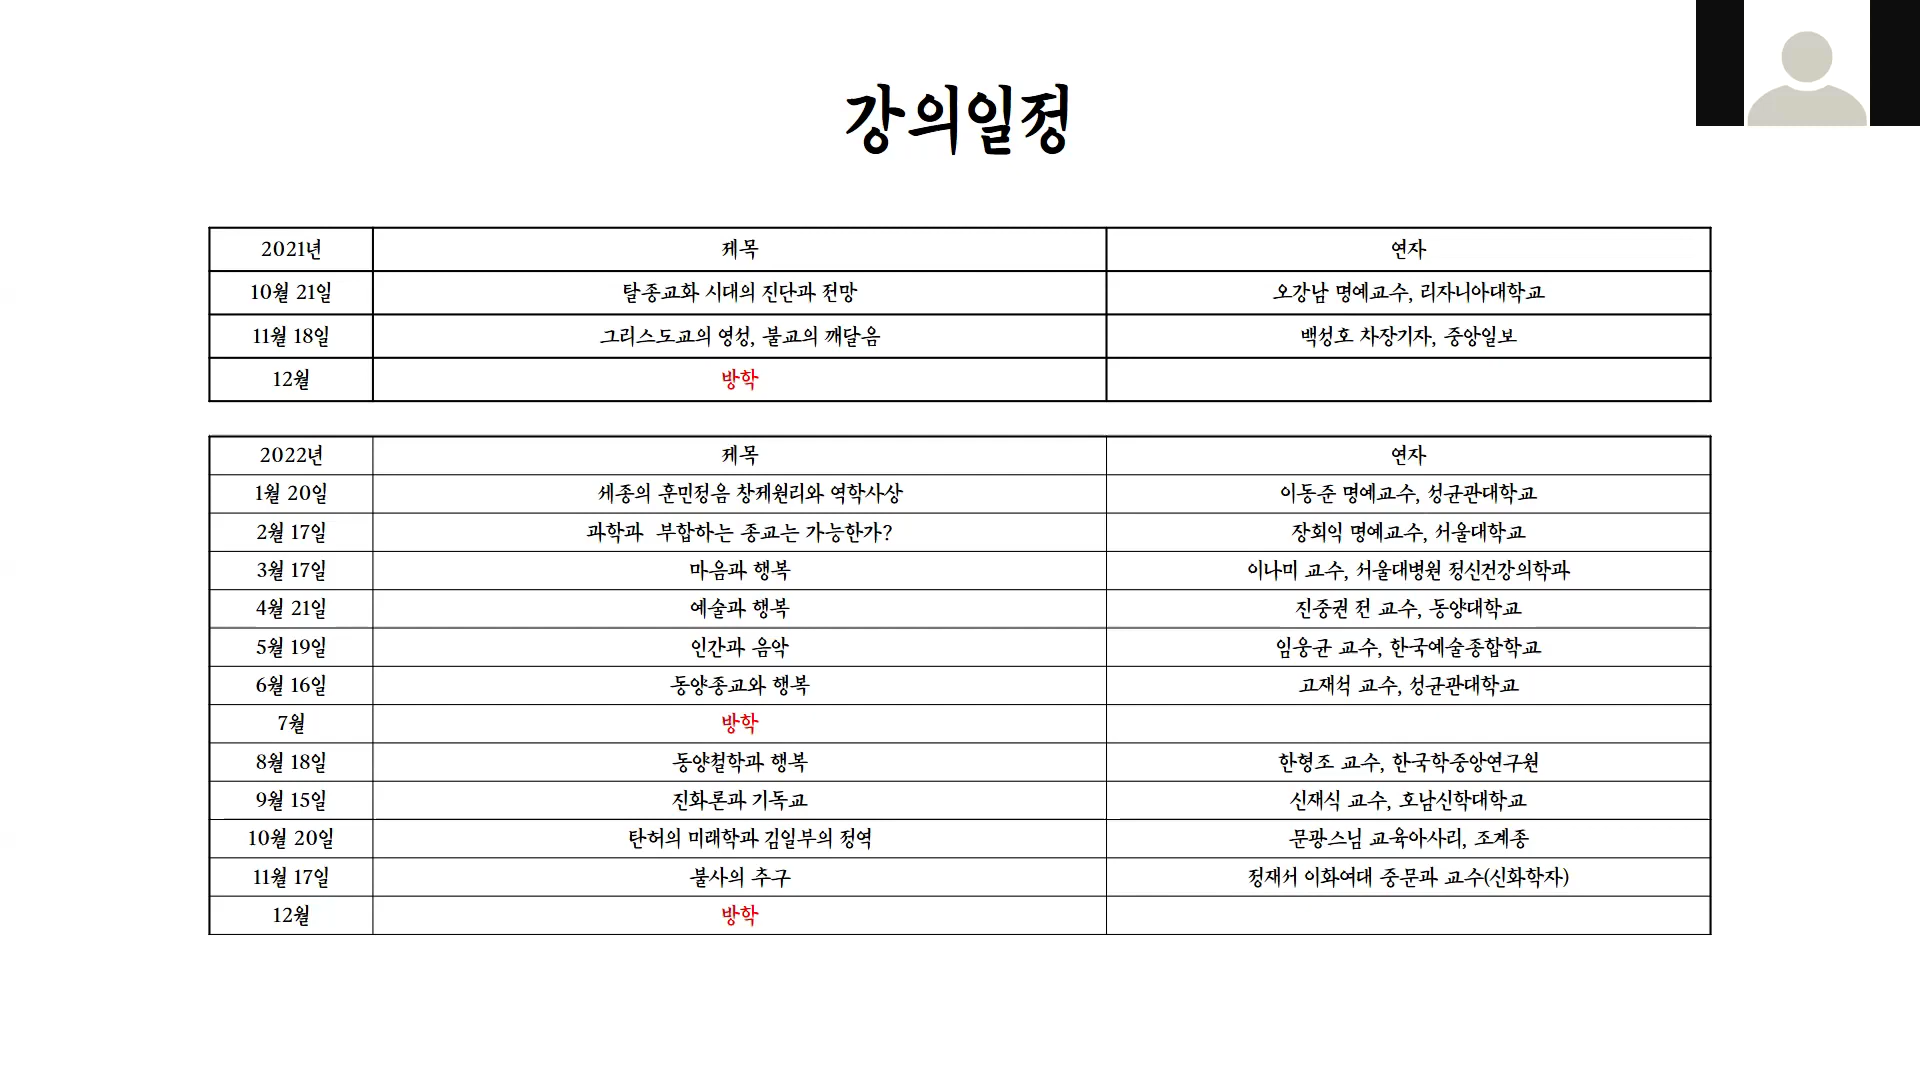 강의일정
2021년 제목 연자
10월 21일 탈종교화 시대의 진단과 전망 오강남 명예교수, 리자니아대학교
11월 18일 그리스도교의 영성, 불교의 깨달음 백성호 차장기자, 중앙일보
12월 방학
2022년 제목 연자
1월 20일 세종의 훈민정음 창제원리와 역학사상 이동준 명예교수, 성균관대학교
2월 17일 과학과 부합하는 종교는 가능한가? 장회익 명예교수, 서울대학교
3월 17일 마음과 행복 이나미 교수, 서울대병원 정신건강의학과
4월 21일 예술과 행복 진중권 전 교수, 동양대학교
5월 19일 인간과 음악 임웅균 교수, 한국예술종합학교
6월 16일 동양종교와 행복 고재석 교수, 성균관대학교
7월 방학
8월 18일 동양철학과 행복 한형조 교수, 한국학중앙연구원
9월 15일 진화론과 기독교 신재식 교수, 호남신학대학교
10월 20일 탄허의 미래학과 김일부의 정역 문광스님 교육아사리, 조계종
11월 17일 불사의 추구 정재서 이화여대 중문과 교수(신화학자)
12월 방학